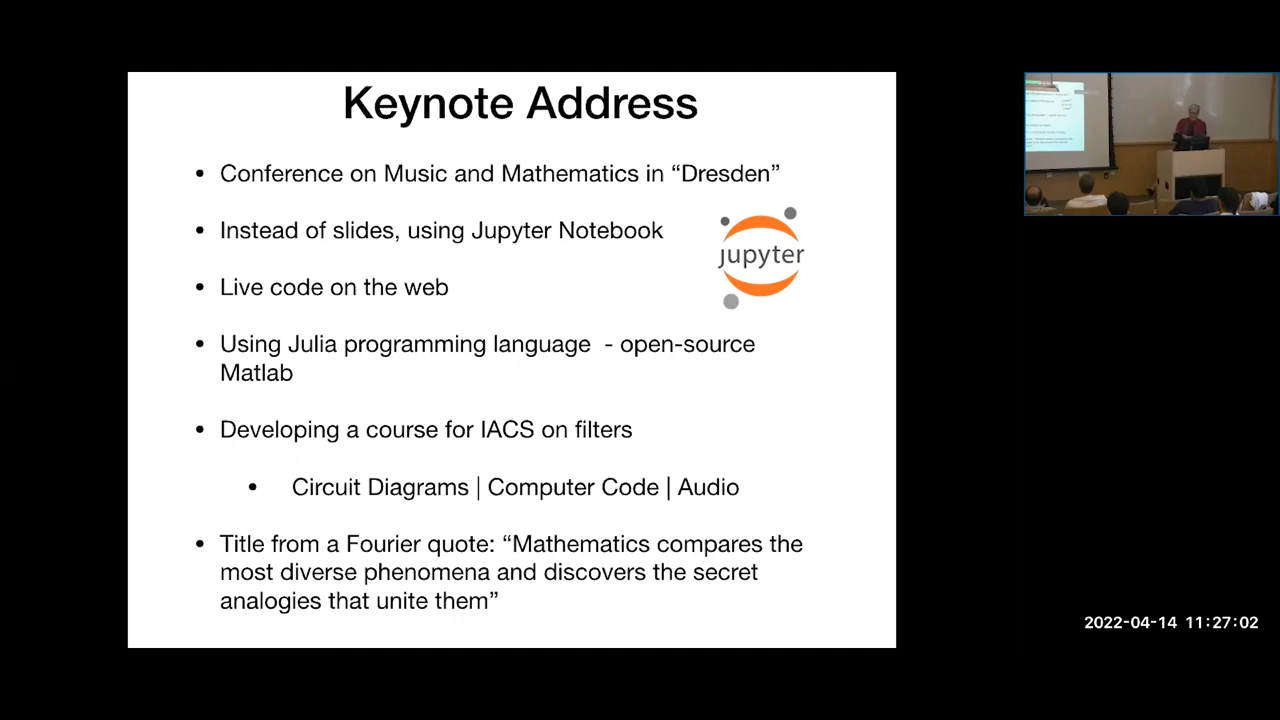 Keynote Address
• Conference on Music and Mathematics in “Dresden”
• Instead of slides, using Jupyter Notebook
jupyter
• Live code on the web
• Using Julia programming language - open-source
Matlab
• Developing a course for IACS on filters
• Circuit Diagrams | Computer Code | Audio
• Title from a Fourier quote: “Mathematics compares the
most diverse phenomena and discovers the secret
analogies that unite them”
2022-04-14 11:27:02